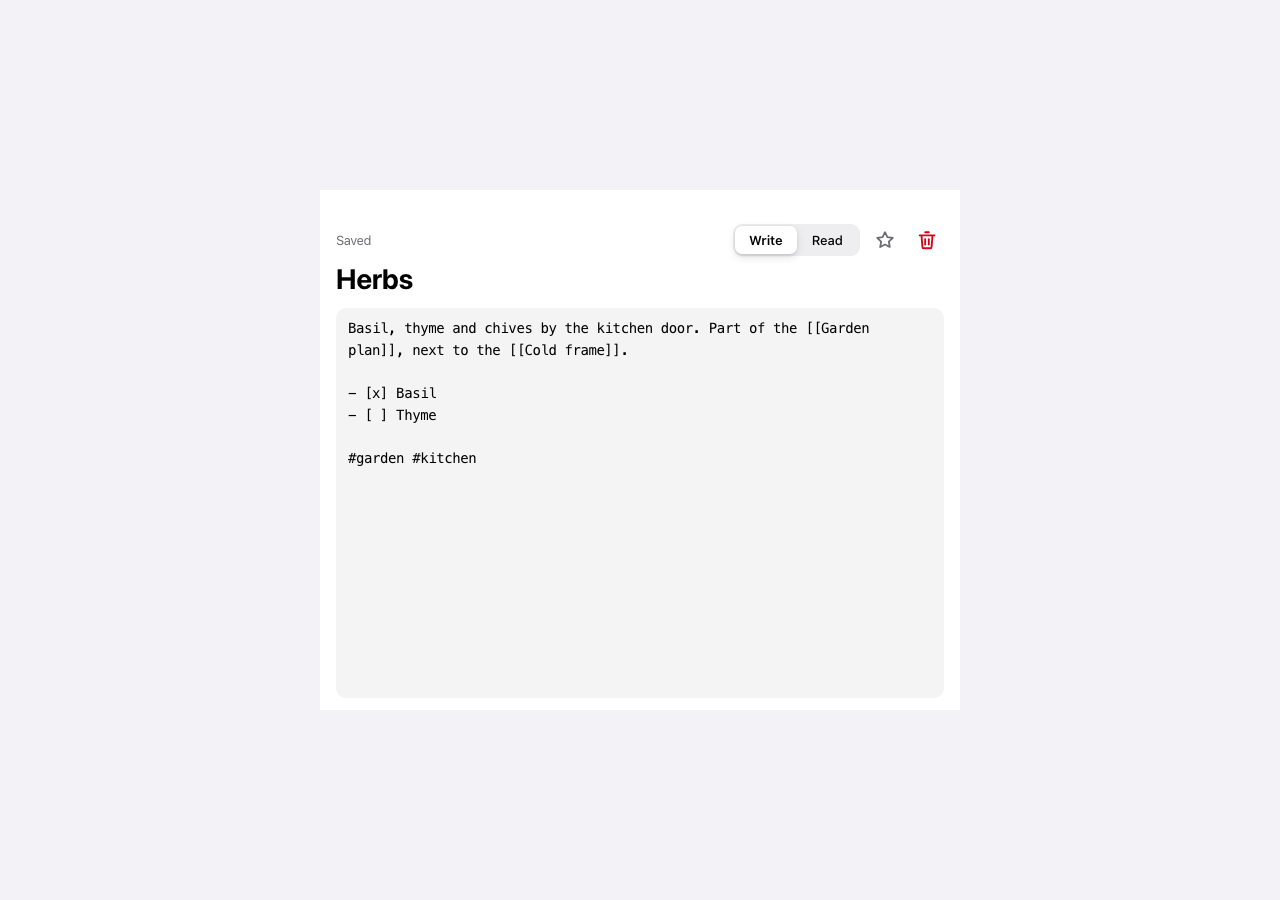 Saved
Write Read
Herbs
Basil, thyme and chives by the kitchen door. Part of the [[Garden
plan]], next to the [[Cold frame]].
- [x] Basil
- [ ] Thyme
#garden #kitchen